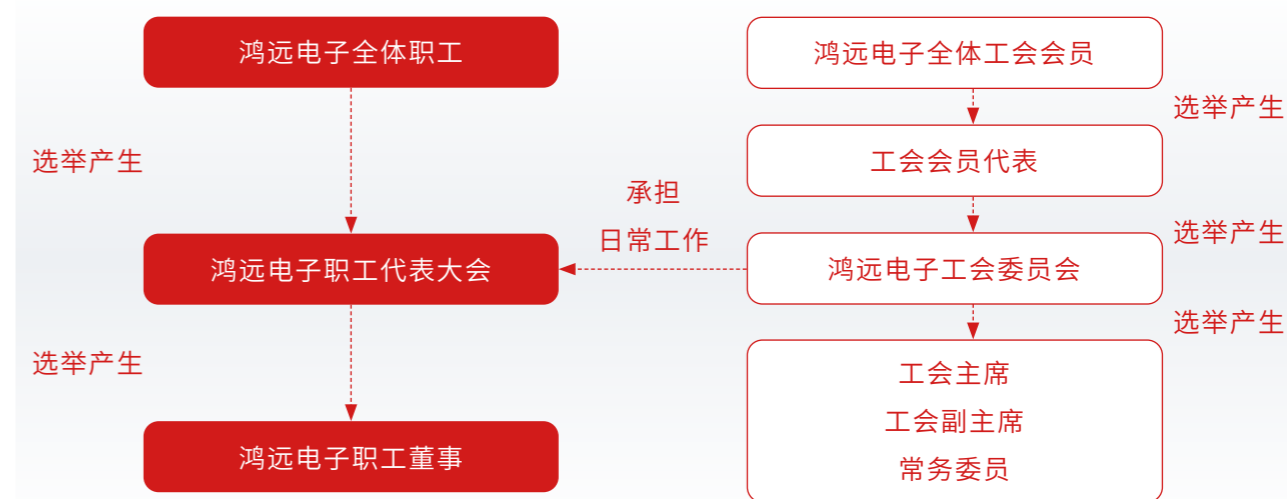 鸿远电子全体职工
鸿远电子全体工会会员
选举产生
工会会员代表
选举产生
承担
日常工作
选举产生
鸿远电子职工代表大会
鸿远电子工会委员会
选举产生
选举产生
工会主席
工会副主席
常务委员
鸿远电子职工董事